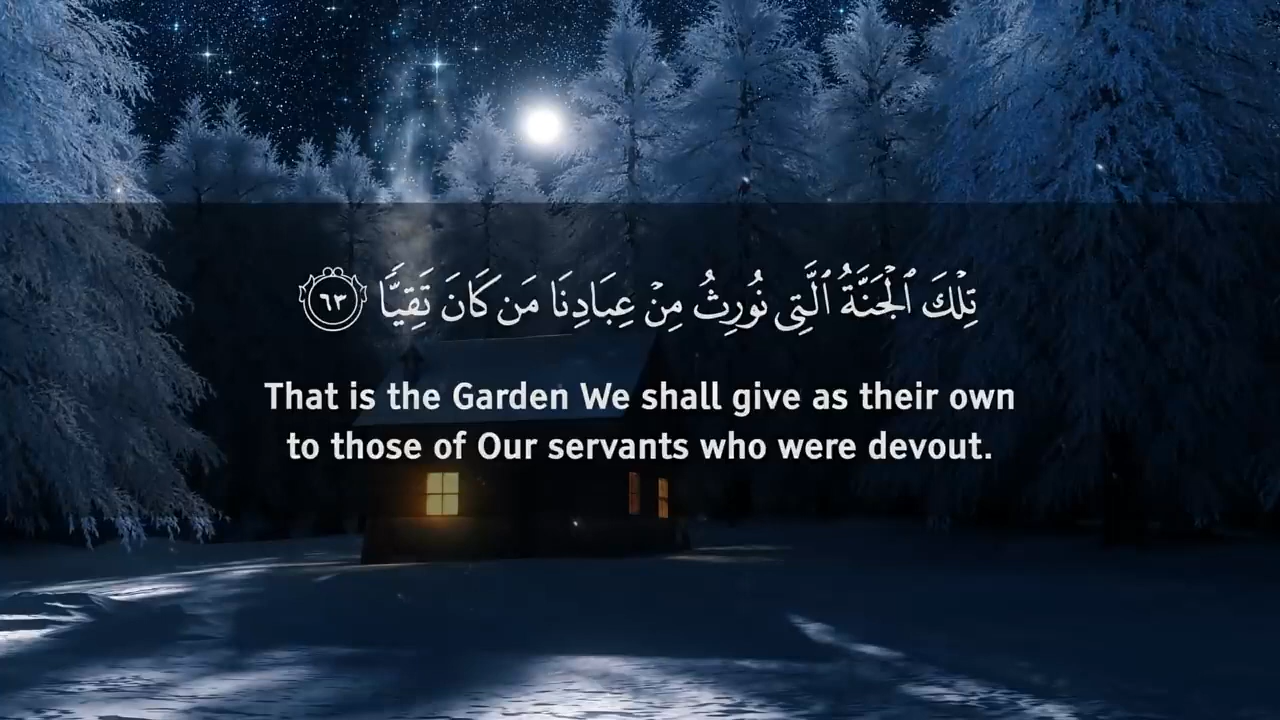 تِلْكَ ٱلْجَنَّةُ ٱلَّتِى نُورِثُ مِنْ عِبَادِنَا مَن كَانَ تَقِيًّا ٦٣
That is the Garden We shall give as their own
to those of Our servants who were devout.